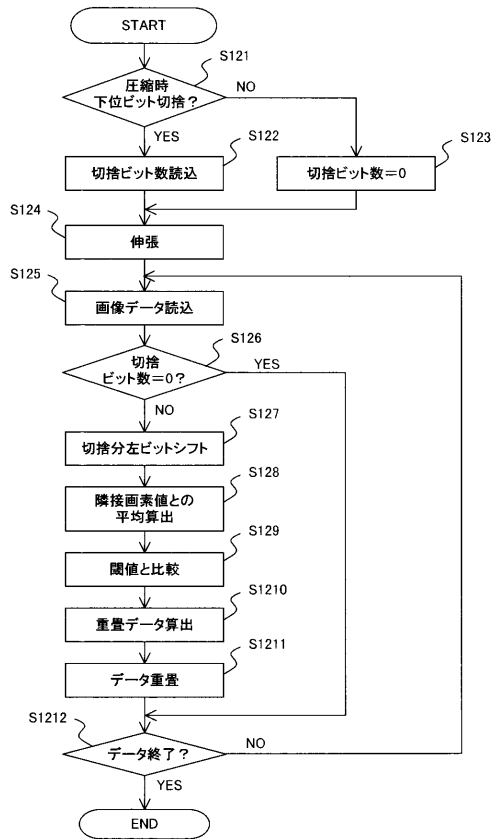 START
S121
圧縮時
下位ビット切捨?
NO
YES
S122
切捨ビット数読込
S123
切捨ビット数=0
S124
伸張
S125
画像データ読込
S126
切捨
ビット数=0?
YES
NO
S127
切捨分左ビットシフト
S128
隣接画素値との
平均算出
S129
閾値と比較
S1210
重畳データ算出
S1211
データ重畳
S1212
データ終了?
NO
YES
END